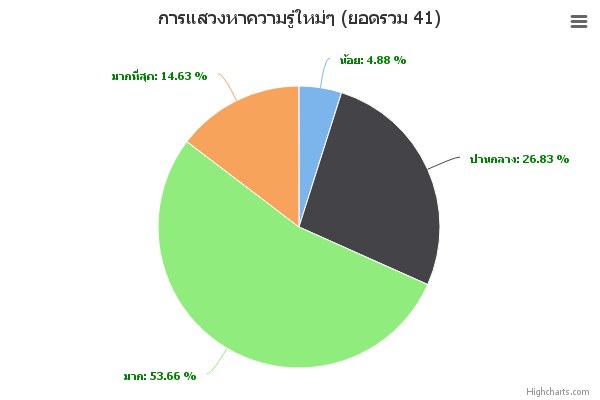 การแสวงหาความรู้ใหม่ๆ (ยอดรวม 41)
น้อย: 4.88 %
มากที่สุด: 14.63 %
ปานกลาง: 26.83 %
มาก: 53.66 %
Highcharts.com